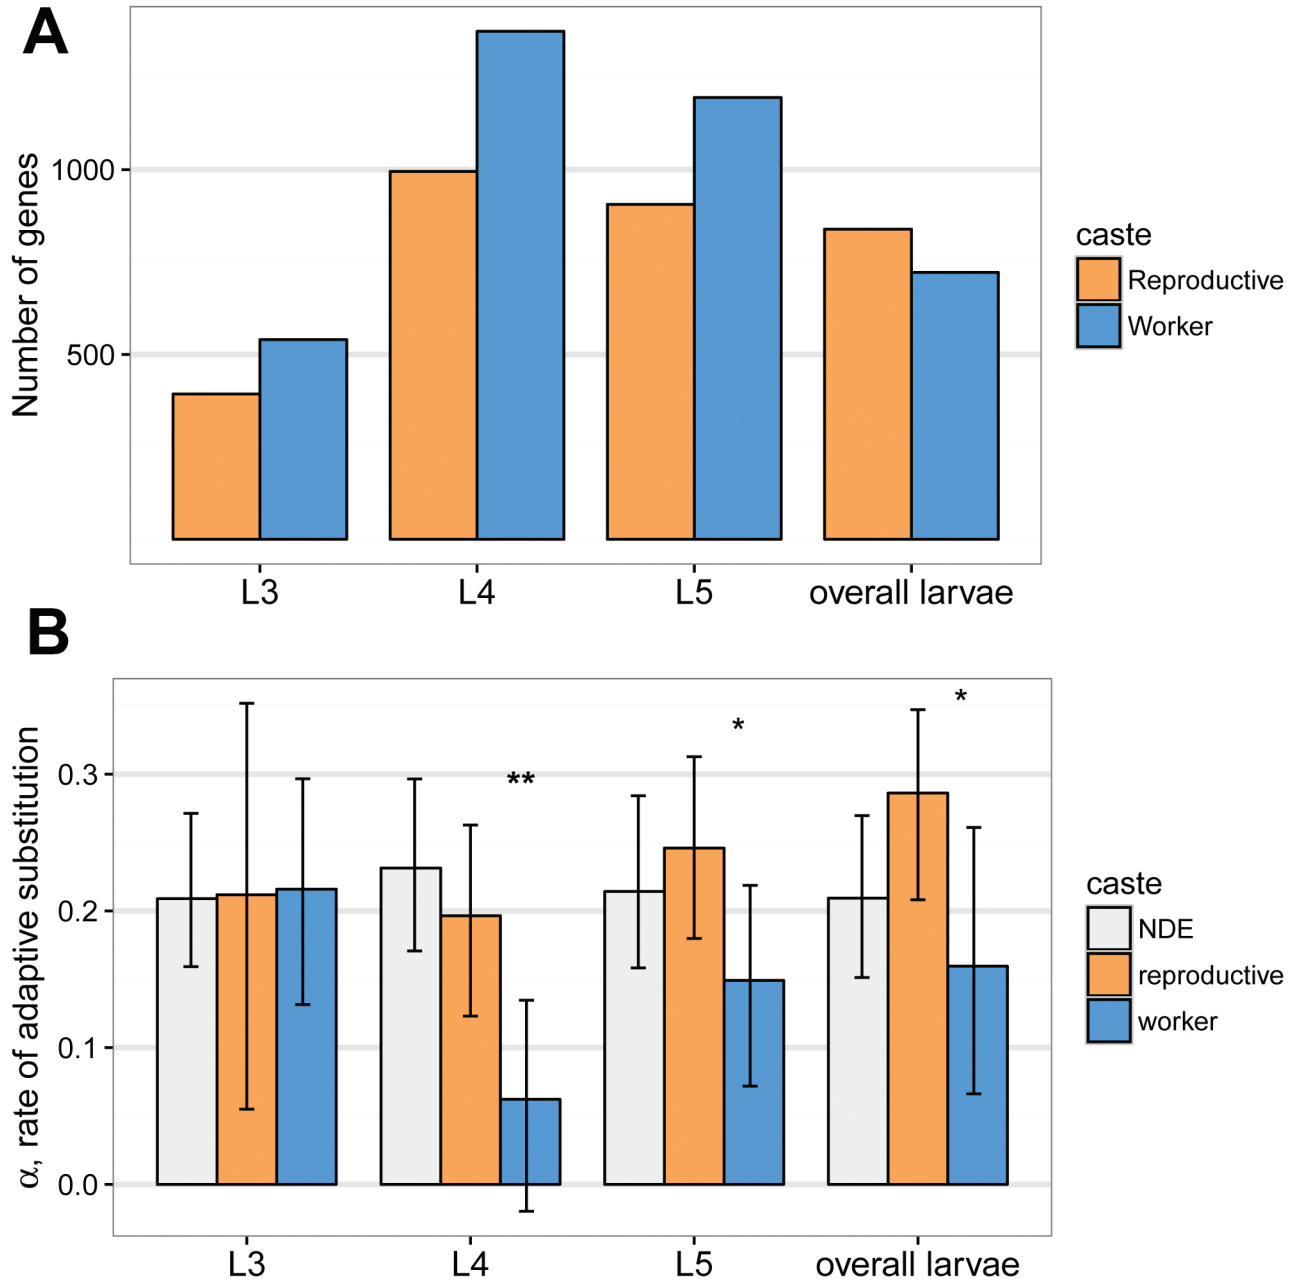 A
Number of genes
1000
500
L3 L4 L5 overall larvae
caste
Reproductive
Worker
B
α, rate of adaptive substitution
0.3
0.2
0.1
0.0
** * *
L3 L4 L5 overall larvae
caste
NDE
reproductive
worker